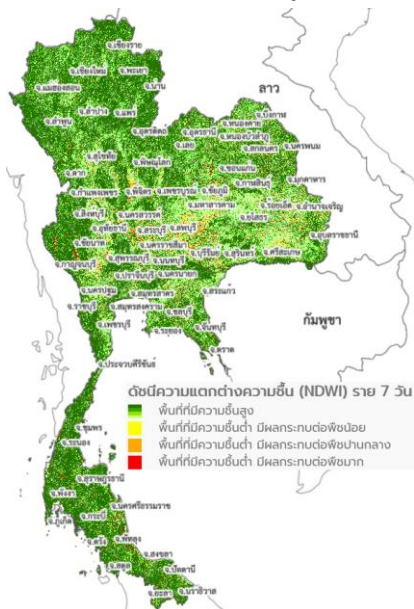 จ.เชียงราย
จ.เชียงใหม่ จ.พะเยา
จ.แม่ฮ่องสอน จ.น่าน
ลาว
จ.ลำปาง จ.แพร่
จ.ลำพูน
จ.บึงกาฬ
จ.หนองคาย
จ.อุตรดิตถ์ จ.อุดรธานี จ.หนองบัวลำภู
จ.เลย จ.สกลนคร จ.นครพนม
จ.สุโขทัย
จ.พิษณุโลก
จ.ตาก จ.ขอนแก่น จ.มุกดาหาร
จ.กำแพงเพชร จ.พิจิตร จ.เพชรบูรณ์ จ.ชัยภูมิ จ.กาฬสินธุ์
จ.มหาสารคาม จ.ร้อยเอ็ด จ.อำนาจเจริญ
จ.สิงห์บุรี จ.นครสวรรค์ จ.ยโสธร
จ.อุทัยธานี จ.สระบุรี จ.ลพบุรี
จ.อุบลราชธานี
จ.ชัยนาท จ.นครราชสีมา จ.บุรีรัมย์ จ.สุรินทร์ จ.ศรีสะเกษ
จ.กาญจนบุรี จ.สุพรรณบุรี จ.นนทบุรี
จ.ปราจีนบุรี จ.นครนายก
จ.นครปฐม จ.สมุทรสาคร จ.สระแก้ว
จ.ราชบุรี จ.สมุทรสงคราม
จ.ชลบุรี
กัมพูชา
จ.เพชรบุรี จ.ระยอง จ.จันทบุรี
จ.ตราด
จ.ประจวบคีรีขันธ์
ดัชนีความแตกต่างความชื้น (NDWI) ราย 7 วัน
พื้นที่ที่มีความชื้นสูง
พื้นที่ที่มีความชื้นต่ำ มีผลกระทบต่อพืชน้อย
พื้นที่ที่มีความชื้นต่ำ มีผลกระทบต่อพืชปานกลาง
พื้นที่ที่มีความชื้นต่ำ มีผลกระทบต่อพืชมาก
จ.ชุมพร
จ.ระนอง
จ.สุราษฎร์ธานี
จ.พังงา
จ.นครศรีธรรมราช
จ.ภูเก็ต จ.กระบี่
จ.ตรัง จ.พัทลุง
จ.สงขลา
จ.สตูล จ.ปัตตานี
จ.ยะลา จ.นราธิวาส